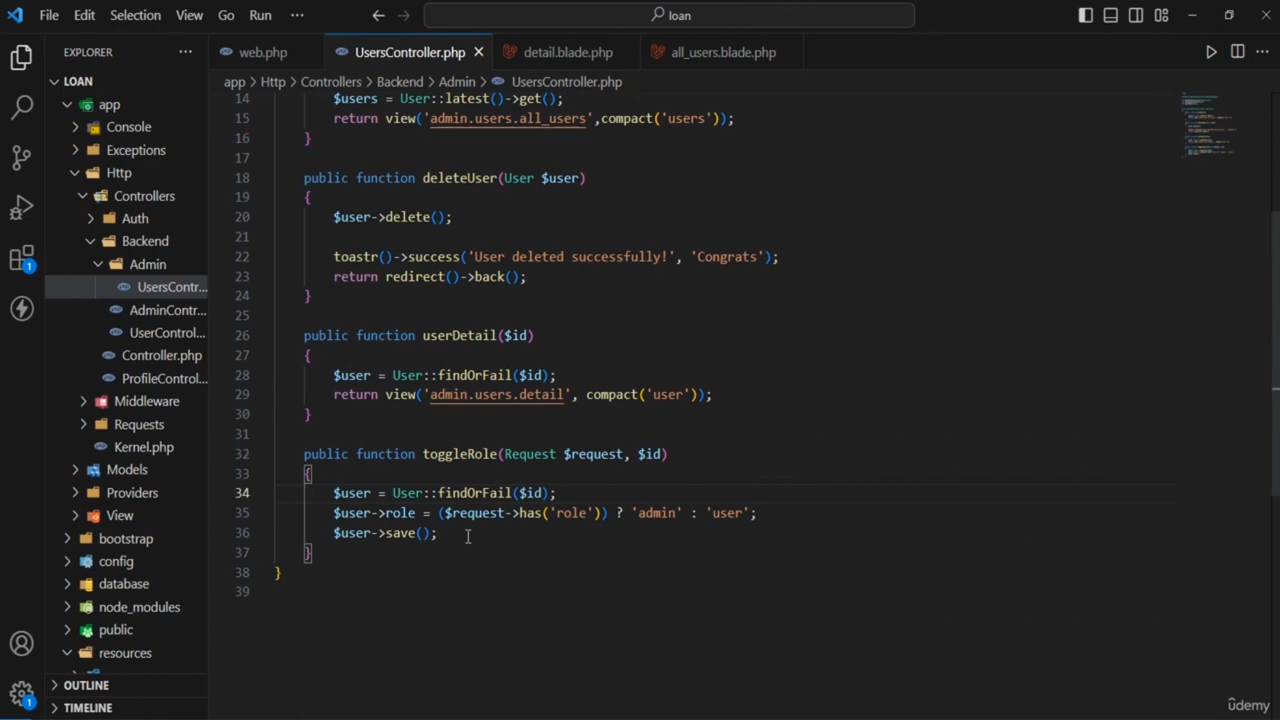 File Edit Selection View Go Run ··· loan
EXPLORER ···
web.php UsersController.php detail.blade.php all_users.blade.php
app > Http > Controllers > Backend > Admin > UsersController.php
LOAN
app
Console
Exceptions
Http
Controllers
Auth
Backend
Admin
UsersContr...
AdminContr...
UserControl...
Controller.php
ProfileControl...
Middleware
Requests
Kernel.php
Models
Providers
View
bootstrap
config
database
node_modules
public
resources
OUTLINE
TIMELINE
1
1
14 $users = User::latest()->get();
15 return view('admin.users.all_users',compact('users'));
16 }
17
18 public function deleteUser(User $user)
19 {
20 $user->delete();
21
22 toastr()->success('User deleted successfully!', 'Congrats');
23 return redirect()->back();
24 }
25
26 public function userDetail($id)
27 {
28 $user = User::findOrFail($id);
29 return view('admin.users.detail', compact('user'));
30 }
31
32 public function toggleRole(Request $request, $id)
33 {
34 $user = User::findOrFail($id);
35 $user->role = ($request->has('role')) ? 'admin' : 'user';
36 $user->save();
37 }
38 }
39
ûdemy